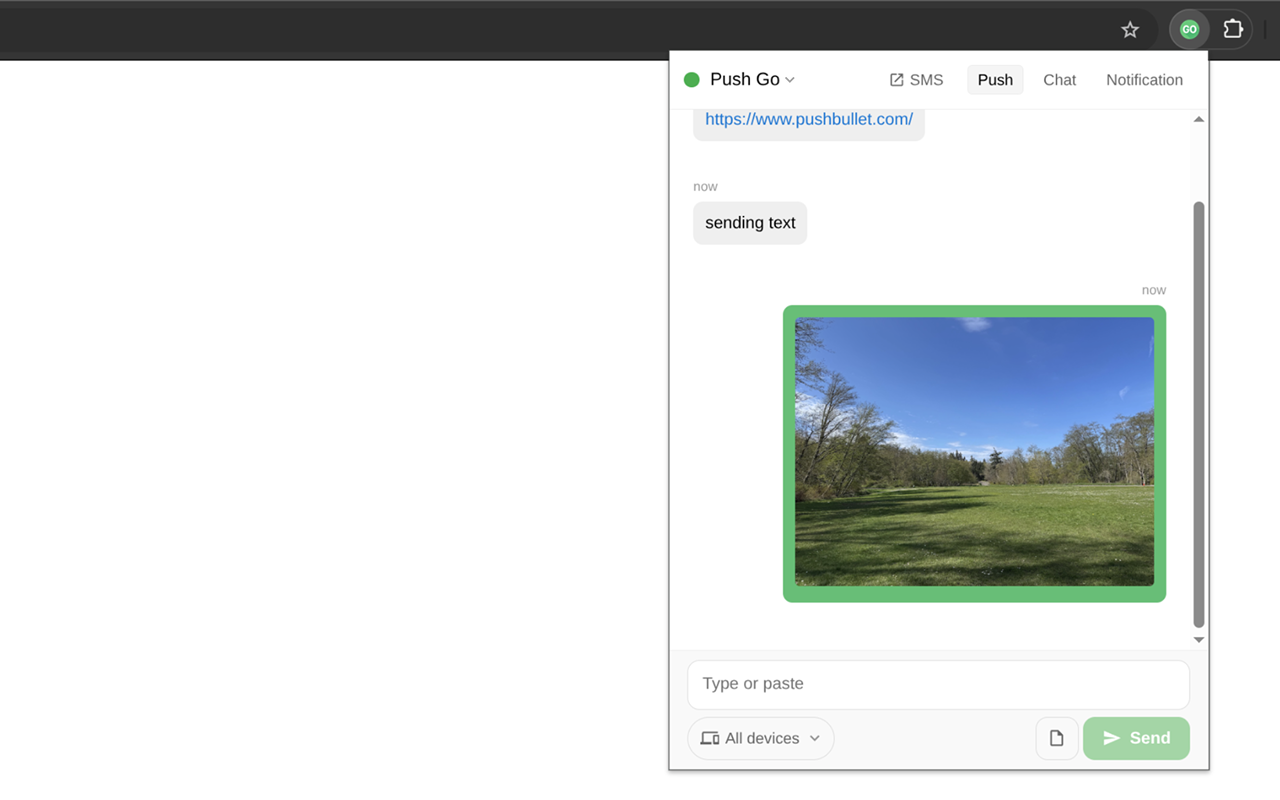 GO
Push Go
SMS
Push
Chat
Notification
https://www.pushbullet.com/
now
sending text
now
Type or paste
All devices
Send